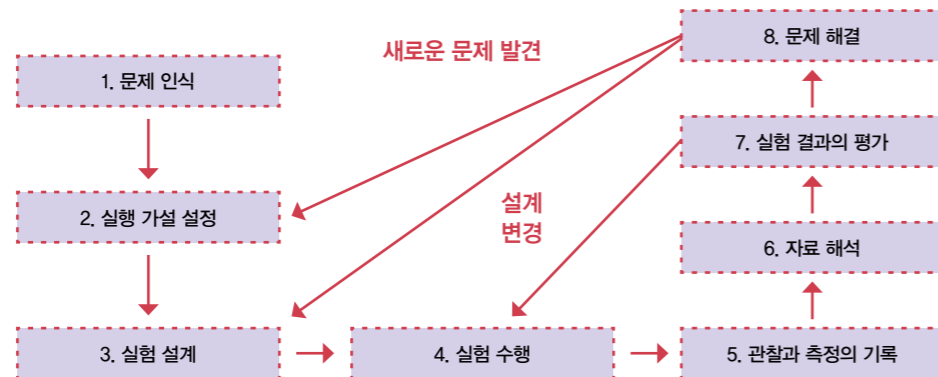 1. 문제 인식
2. 실행 가설 설정
3. 실험 설계
4. 실험 수행
5. 관찰과 측정의 기록
6. 자료 해석
7. 실험 결과의 평가
8. 문제 해결
새로운 문제 발견
설계
변경